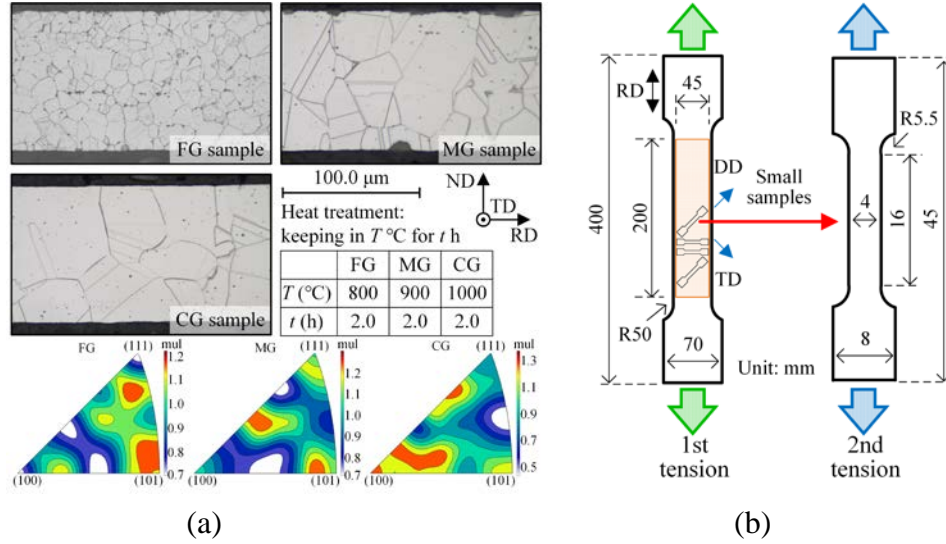 FG sample
MG sample
CG sample
100.0 μm
ND
TD
RD
Heat treatment:
keeping in T °C for t h
FG MG CG
T (°C) 800 900 1000
t (h) 2.0 2.0 2.0
FG (111) mul
1.2
1.1
1.0
0.9
0.8
0.7
(100) (101)
MG (111) mul
1.3
1.2
1.1
1.0
0.9
0.8
0.7
(100) (101)
CG (111) mul
1.3
1.1
0.9
0.7
0.5
(100) (101)
(a)
RD
45
400
200
DD
TD
Small
samples
R50
70
Unit: mm
1st
tension
R5.5
4
16
45
8
2nd
tension
(b)